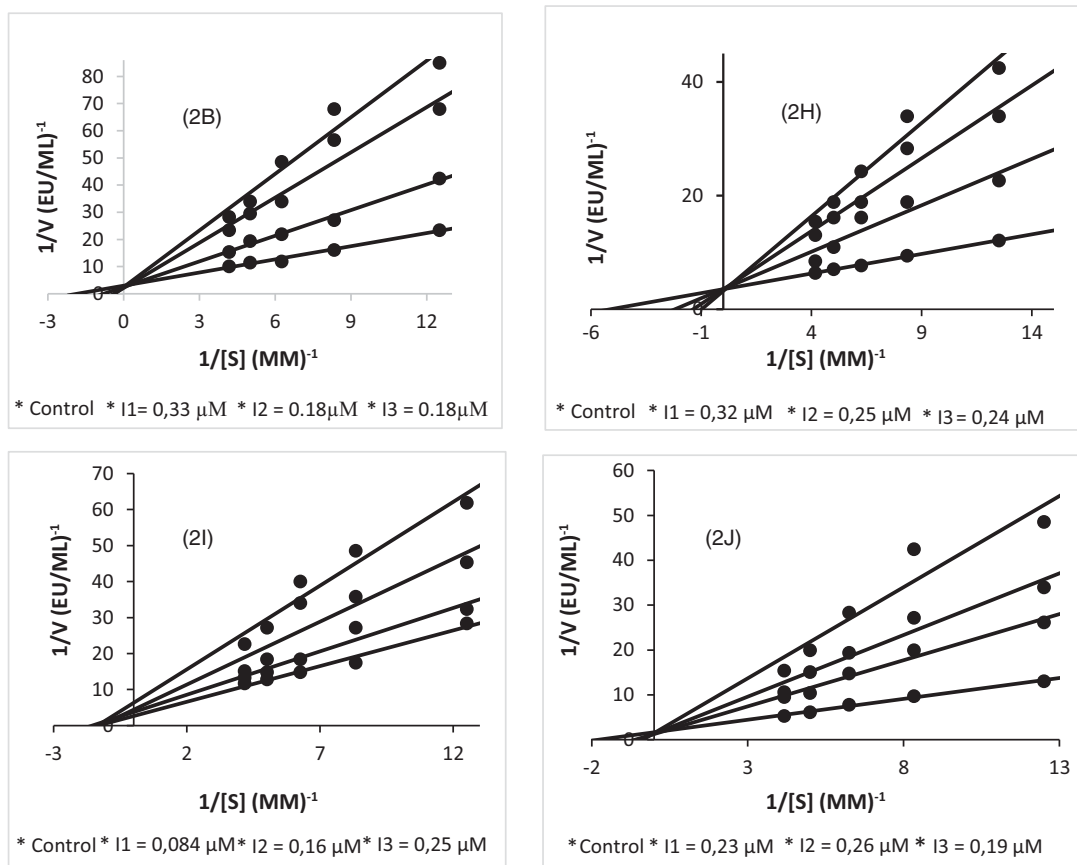 (2B)
1/V (EU/ML)-1
80
70
60
50
40
30
20
10
0
-3 0 3 6 9 12
1/[S] (MM)-1
* Control * I1= 0,33 µM * I2 = 0.18µM * I3 = 0.18µM
(2H)
1/V (EU/ML)-1
40
20
0
-6 -1 4 9 14
1/[S] (MM)-1
* Control * I1 = 0,32 µM * I2 = 0,25 µM * I3 = 0,24 µM
(2I)
1/V (EU/ML)-1
70
60
50
40
30
20
10
0
-3 2 7 12
1/[S] (MM)-1
* Control * I1 = 0,084 µM * I2 = 0,16 µM * I3 = 0,25 µM
(2J)
1/V (EU/ML)-1
60
50
40
30
20
10
0
-2 3 8 13
1/[S] (MM)-1
* Control * I1 = 0,23 µM * I2 = 0,26 µM * I3 = 0,19 µM